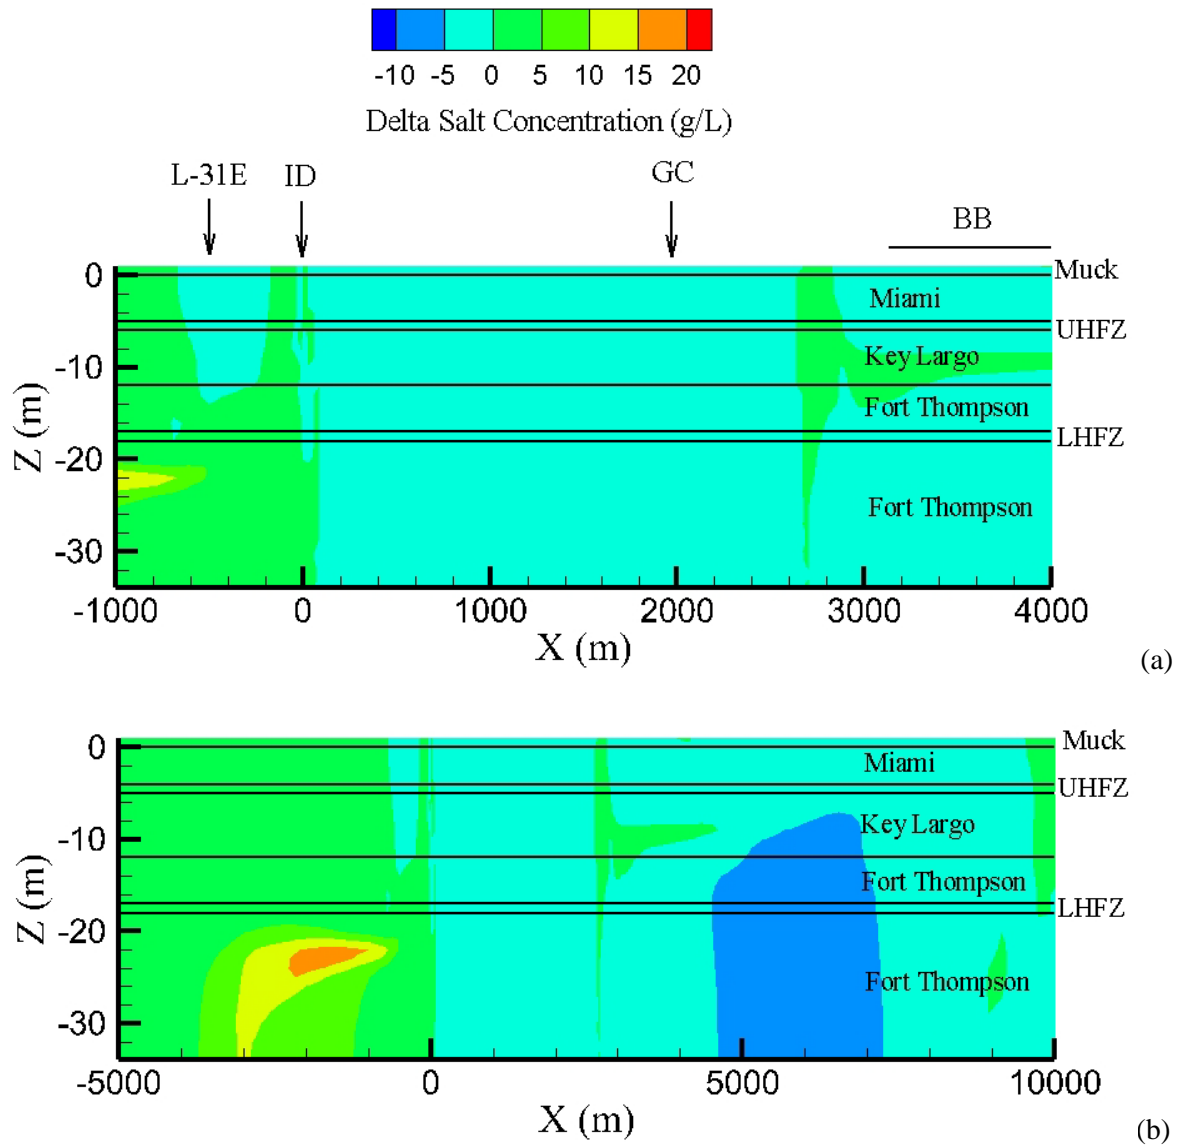 -10 -5 0 5 10 15 20
Delta Salt Concentration (g/L)
L-31E ID GC BB
0 Muck
Miami
UHFZ
-10 Key Largo
Fort Thompson
LHFZ
-20
Fort Thompson
-30
Z (m)
-1000 0 1000 2000 3000 4000
X (m)
(a)
0 Muck
Miami
UHFZ
-10 Key Largo
Fort Thompson
LHFZ
-20
Fort Thompson
-30
Z (m)
-5000 0 5000 10000
X (m)
(b)